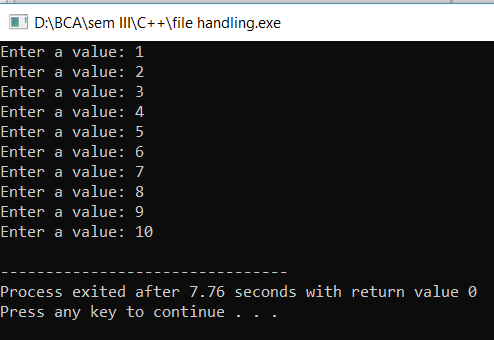 D:\BCA\sem III\C++\file handling.exe
Enter a value: 1
Enter a value: 2
Enter a value: 3
Enter a value: 4
Enter a value: 5
Enter a value: 6
Enter a value: 7
Enter a value: 8
Enter a value: 9
Enter a value: 10
--------------------------------
Process exited after 7.76 seconds with return value 0
Press any key to continue . . .